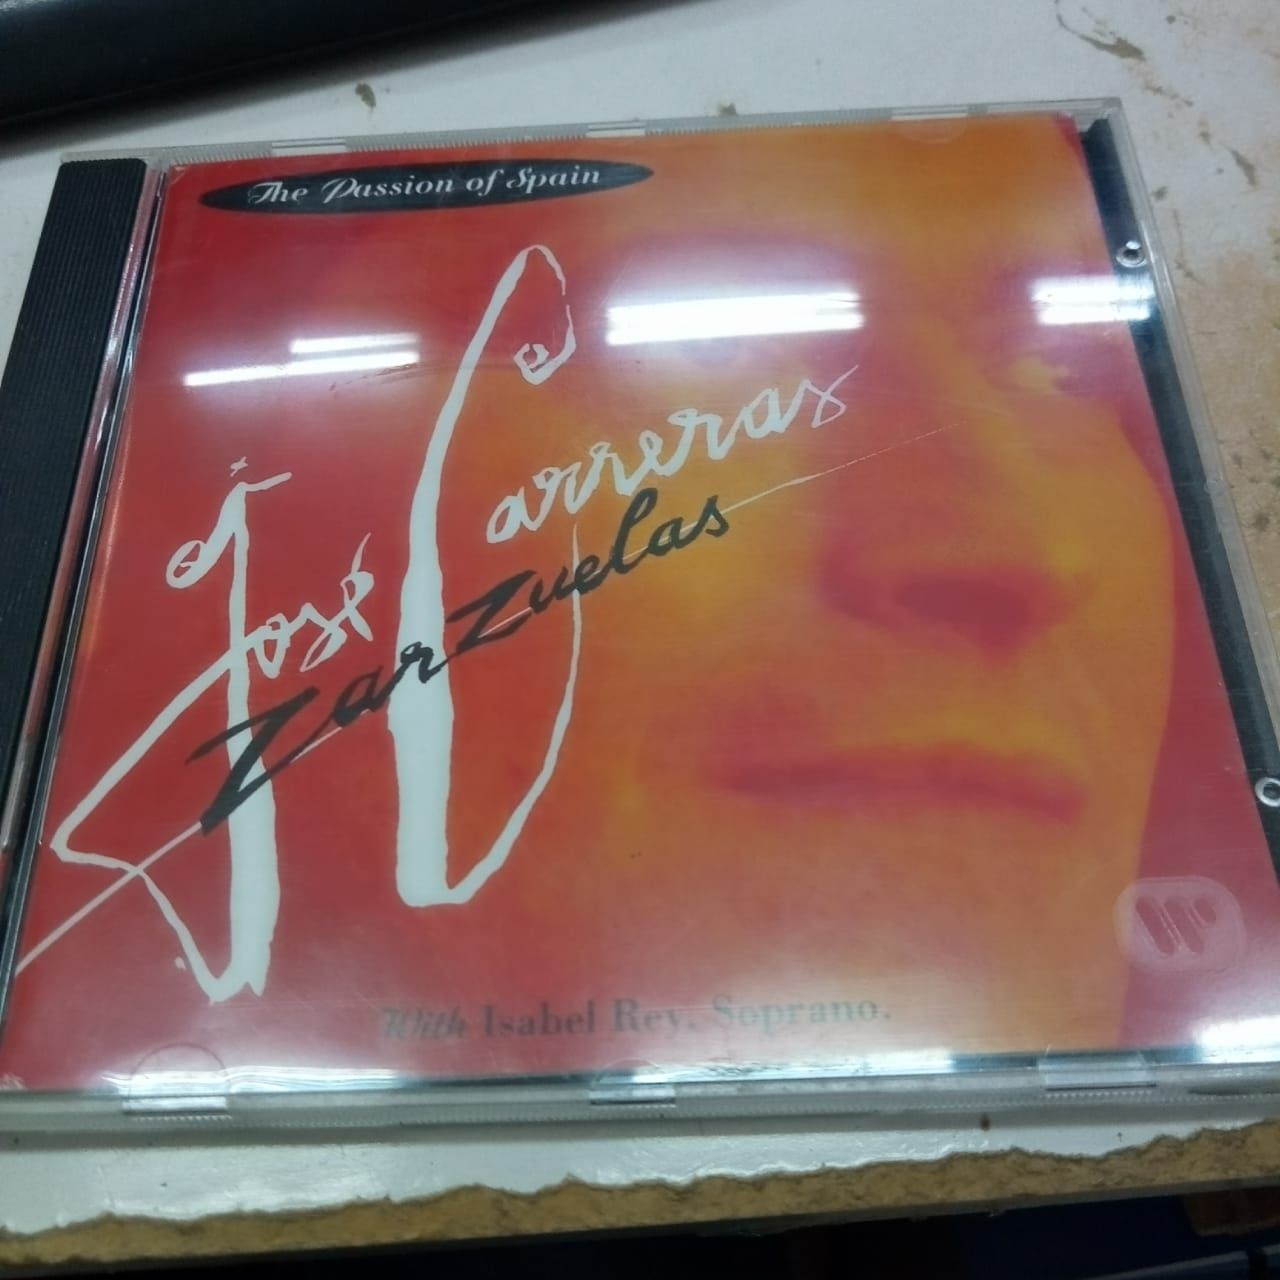 The Passion of Spain
José Carreras
Zarzuelas
With Isabel Rey. Soprano.